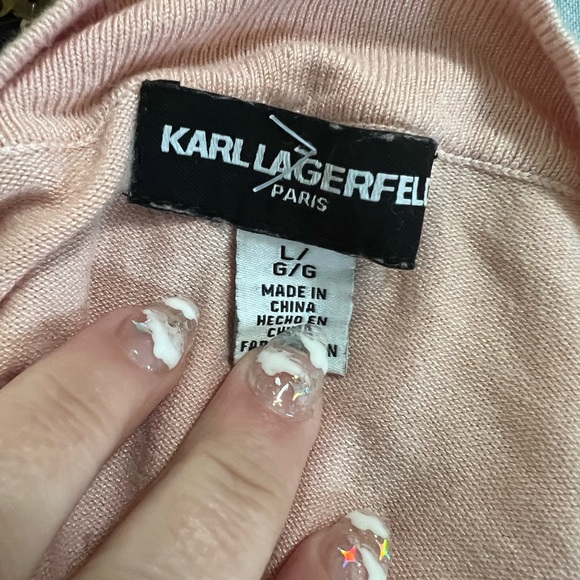 KARL LAGERFEL
PARIS
L/
G/G
MADE IN
CHINA
HECHO EN